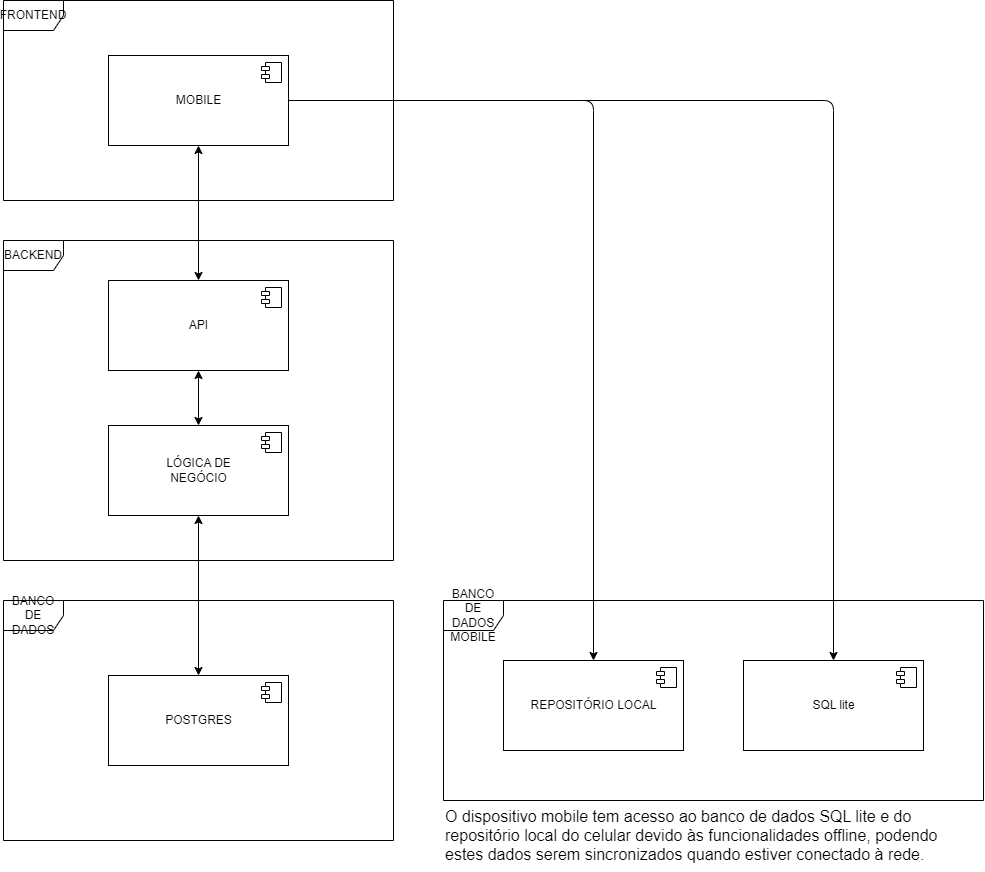 FRONTEND
MOBILE
BACKEND
API
LÓGICA DE
NEGÓCIO
BANCO
DE
DADOS
POSTGRES
BANCO
DE
DADOS
MOBILE
REPOSITÓRIO LOCAL
SQL lite
O dispositivo mobile tem acesso ao banco de dados SQL lite e do
repositório local do celular devido às funcionalidades offline, podendo
estes dados serem sincronizados quando estiver conectado à rede.